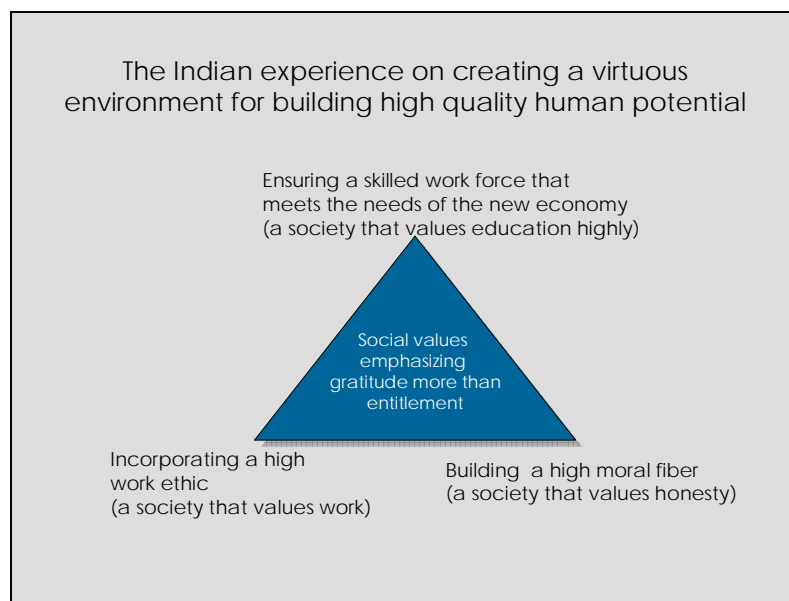 The Indian experience on creating a virtuous
environment for building high quality human potential
Ensuring a skilled work force that
meets the needs of the new economy
(a society that values education highly)
Social values
emphasizing
gratitude more than
entitlement
Incorporating a high
work ethic
(a society that values work)
Building a high moral fiber
(a society that values honesty)